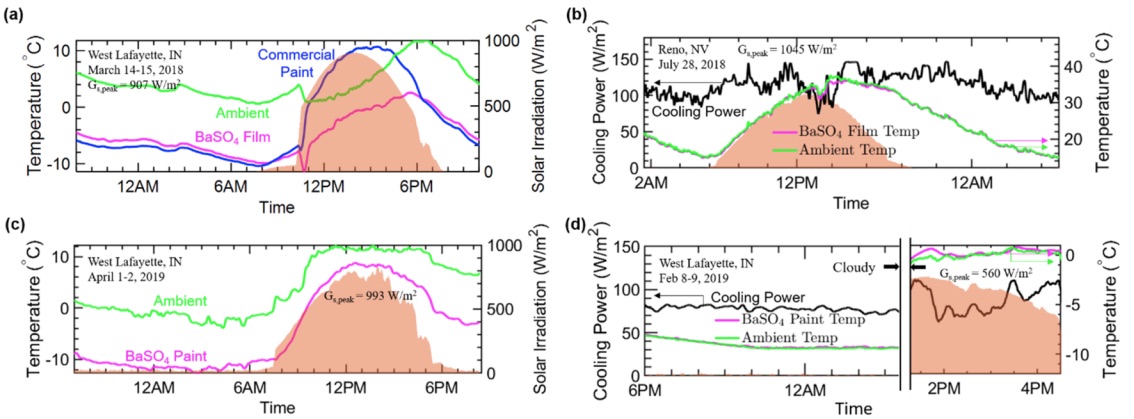 (a)
Temperature (°C)
10
0
-10
West Lafayette, IN
March 14-15, 2018
Gs,peak = 907 W/m²
Commercial
Paint
Ambient
BaSO4 Film
1000
500
0
Solar Irradiation (W/m²)
12AM 6AM 12PM 6PM
Time
(b)
Cooling Power (W/m²)
150
100
50
0
Reno, NV Gs,peak = 1045 W/m²
July 28, 2018
Cooling Power
BaSO4 Film Temp
Ambient Temp
40
30
20
Temperature (°C)
2AM 12PM 12AM
Time
(c)
Temperature (°C)
10
0
-10
West Lafayette, IN
April 1-2, 2019
Ambient
Gs,peak = 993 W/m²
BaSO4 Paint
1000
500
0
Solar Irradiation (W/m²)
12AM 6AM 12PM 6PM
Time
(d)
Cooling Power (W/m²)
150
100
50
0
West Lafayette, IN
Feb 8-9, 2019
Cloudy
Gs,peak = 560 W/m²
Cooling Power
BaSO4 Paint Temp
Ambient Temp
0
-5
-10
Temperature (°C)
6PM 12AM 2PM 4PM
Time